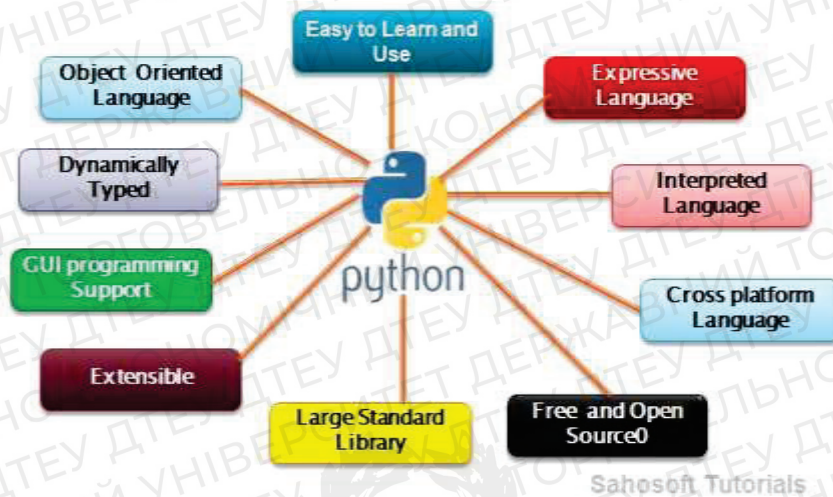 Easy to Learn and
Use
Object Oriented
Language
Expressive
Language
Dynamically
Typed
Interpreted
Language
GUI programming
Support
python
Cross platform
Language
Extensible
Large Standard
Library
Free and Open
Source0
Sahosoft Tutorials